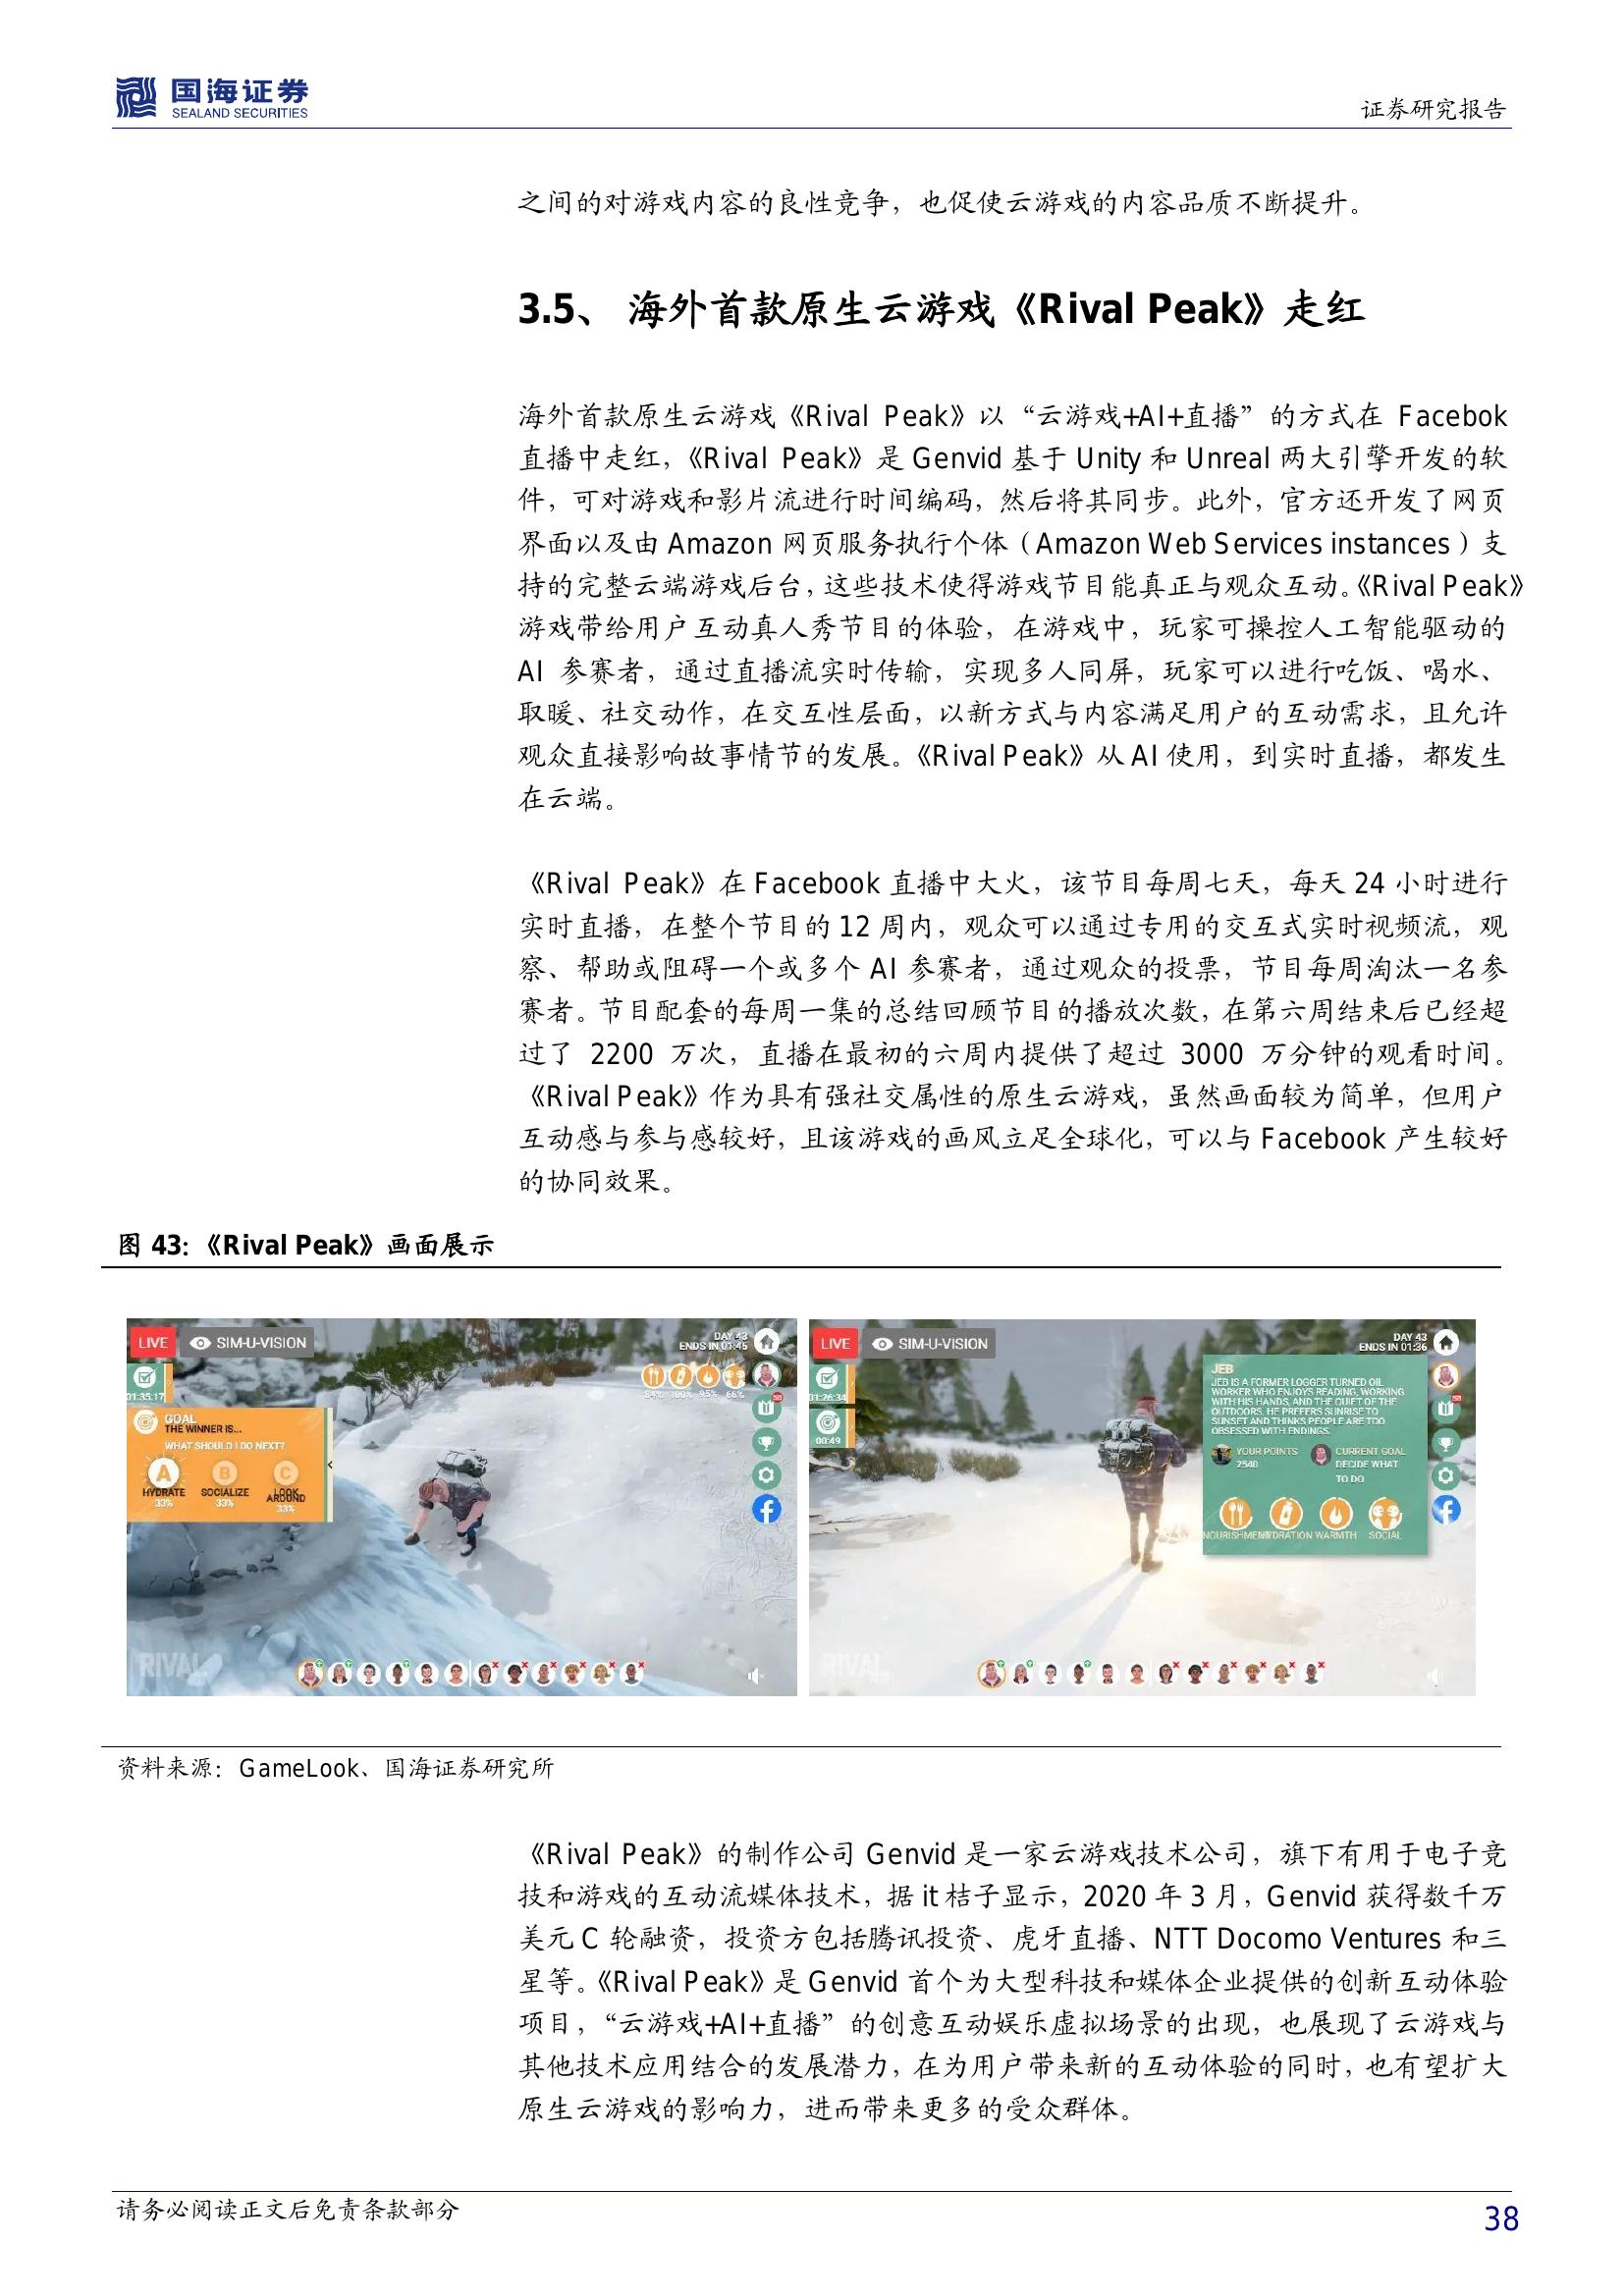 国海证券
SEALAND SECURITIES
证券研究报告
之间的对游戏内容的良性竞争，也促使云游戏的内容品质不断提升。
3.5、 海外首款原生云游戏《Rival Peak》走红
海外首款原生云游戏《Rival Peak》以“云游戏+AI+直播”的方式在 Facebok
直播中走红，《Rival Peak》是 Genvid 基于 Unity 和 Unreal 两大引擎开发的软
件，可对游戏和影片流进行时间编码，然后将其同步。此外，官方还开发了网页
界面以及由 Amazon 网页服务执行个体（Amazon Web Services instances）支
持的完整云端游戏后台，这些技术使得游戏节目能真正与观众互动。《Rival Peak》
游戏带给用户互动真人秀节目的体验，在游戏中，玩家可操控人工智能驱动的
AI 参赛者，通过直播流实时传输，实现多人同屏，玩家可以进行吃饭、喝水、
取暖、社交动作，在交互性层面，以新方式与内容满足用户的互动需求，且允许
观众直接影响故事情节的发展。《Rival Peak》从 AI 使用，到实时直播，都发生
在云端。
《Rival Peak》在 Facebook 直播中大火，该节目每周七天，每天 24 小时进行
实时直播，在整个节目的 12 周内，观众可以通过专用的交互式实时视频流，观
察、帮助或阻碍一个或多个 AI 参赛者，通过观众的投票，节目每周淘汰一名参
赛者。节目配套的每周一集的总结回顾节目的播放次数，在第六周结束后已经超
过了 2200 万次，直播在最初的六周内提供了超过 3000 万分钟的观看时间。
《Rival Peak》作为具有强社交属性的原生云游戏，虽然画面较为简单，但用户
互动感与参与感较好，且该游戏的画风立足全球化，可以与 Facebook 产生较好
的协同效果。
图 43：《Rival Peak》画面展示
LIVE SIM-U-VISION
DAY 43
ENDS IN 01:45
01:35:17
84% 100% 95% 66%
GOAL
THE WINNER IS...
WHAT SHOULD I DO NEXT?
A B C
HYDRATE SOCIALIZE LOOK AROUND
33% 33% 33%
RIVAL
LIVE SIM-U-VISION
DAY 43
ENDS IN 01:36
01:26:34
00:49
JEB
JEB IS A FORMER LOGGER TURNED OIL
WORKER WHO ENJOYS READING, WORKING
WITH HIS HANDS, AND THE QUIET OF THE
OUTDOORS. HE PREFERS SUNRISE TO
SUNSET AND THINKS PEOPLE ARE TOO
OBSESSED WITH ENDINGS.
YOUR POINTS
2540
CURRENT GOAL
DECIDE WHAT
TO DO
NOURISHMENT HYDRATION WARMTH SOCIAL
RIVAL
资料来源：GameLook、国海证券研究所
《Rival Peak》的制作公司 Genvid 是一家云游戏技术公司，旗下有用于电子竞
技和游戏的互动流媒体技术，据 it 桔子显示，2020 年 3 月，Genvid 获得数千万
美元 C 轮融资，投资方包括腾讯投资、虎牙直播、NTT Docomo Ventures 和三
星等。《Rival Peak》是 Genvid 首个为大型科技和媒体企业提供的创新互动体验
项目，“云游戏+AI+直播”的创意互动娱乐虚拟场景的出现，也展现了云游戏与
其他技术应用结合的发展潜力，在为用户带来新的互动体验的同时，也有望扩大
原生云游戏的影响力，进而带来更多的受众群体。
请务必阅读正文后免责条款部分
38